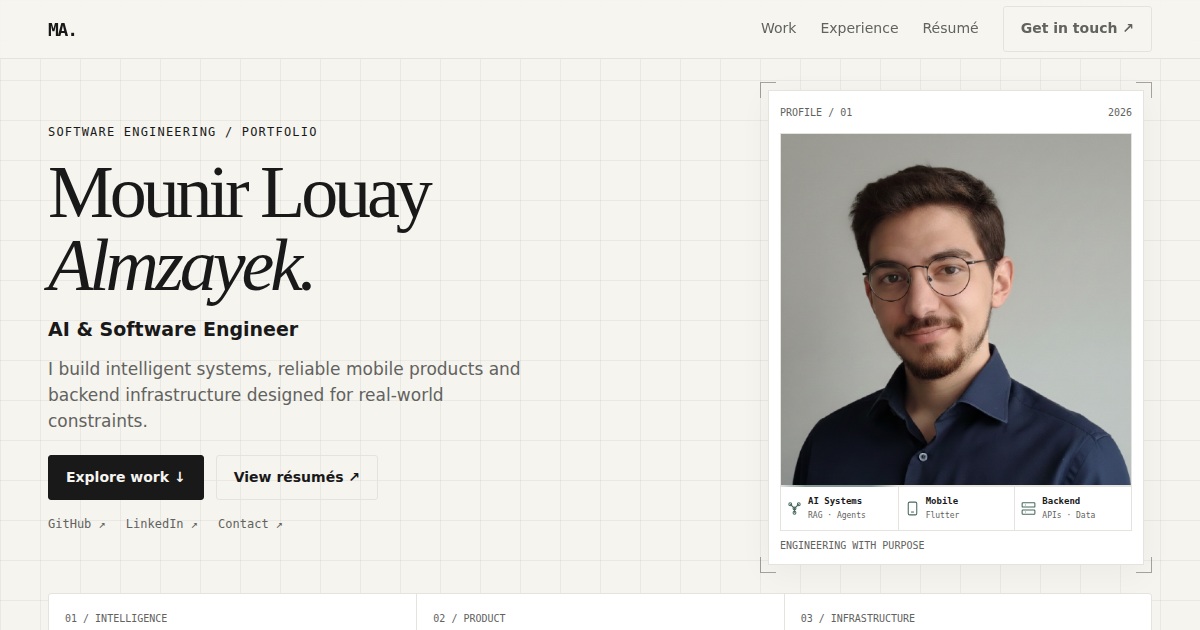 MA.
Work
Experience
Résumé
Get in touch ↗
SOFTWARE ENGINEERING / PORTFOLIO
Mounir Louay
Almzayek.
AI & Software Engineer
I build intelligent systems, reliable mobile products and
backend infrastructure designed for real-world
constraints.
Explore work ↓
View résumés ↗
GitHub ↗
LinkedIn ↗
Contact ↗
PROFILE / 01
2026
AI Systems
RAG · Agents
Mobile
Flutter
Backend
APIs · Data
ENGINEERING WITH PURPOSE
01 / INTELLIGENCE
02 / PRODUCT
03 / INFRASTRUCTURE